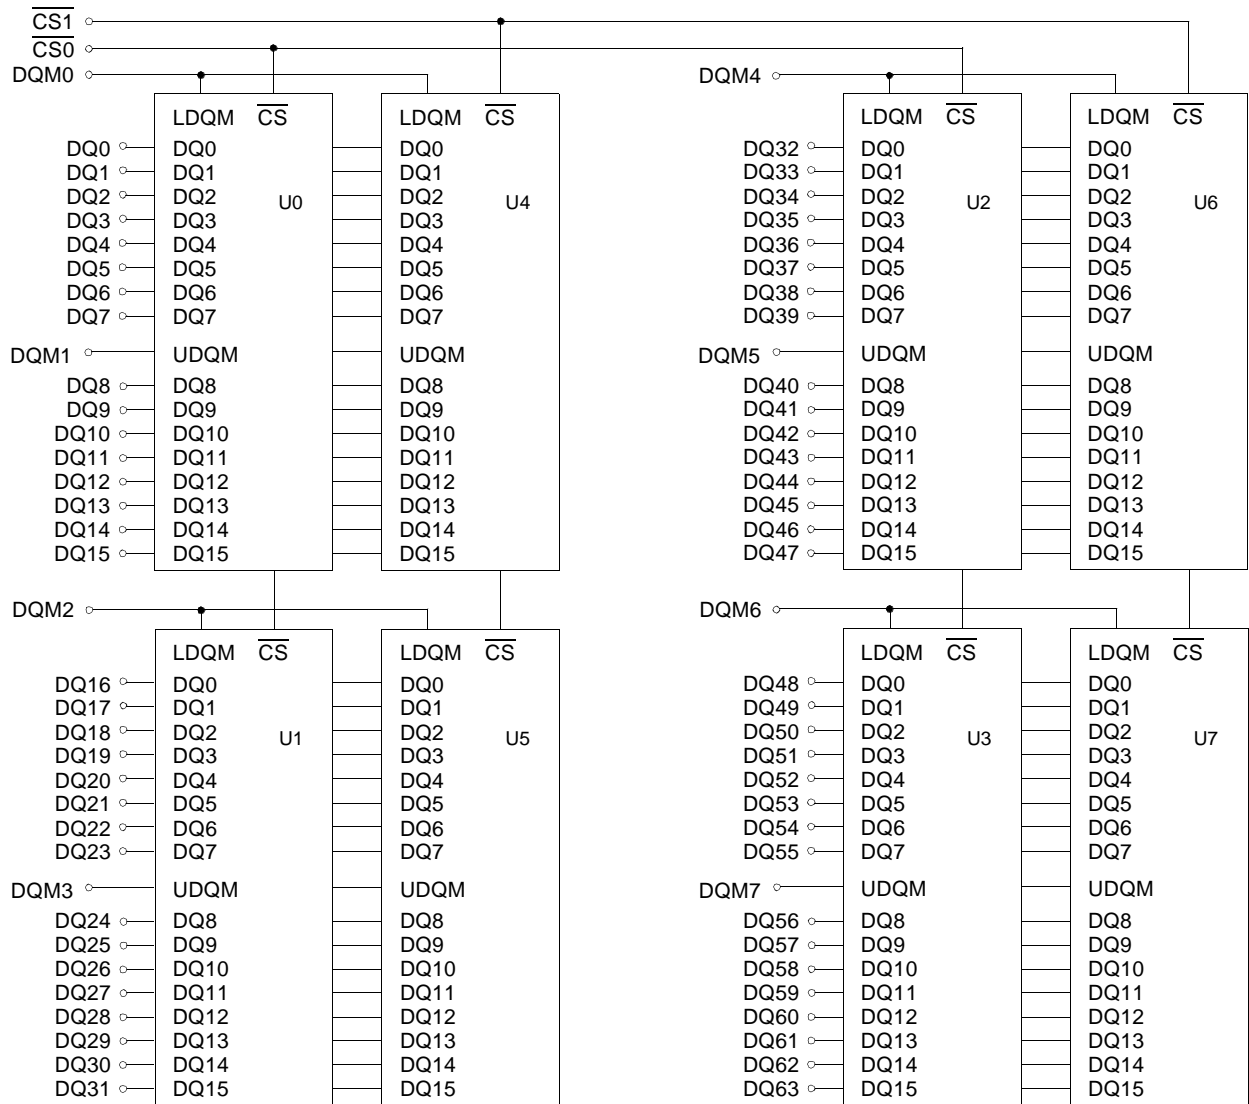 CS1
CS0
DQM0
LDQM CS
DQ0 DQ0
DQ1 DQ1
DQ2 DQ2
U0
DQ3 DQ3
DQ4 DQ4
DQ5 DQ5
DQ6 DQ6
DQ7 DQ7
DQM1 UDQM
DQ8 DQ8
DQ9 DQ9
DQ10 DQ10
DQ11 DQ11
DQ12 DQ12
DQ13 DQ13
DQ14 DQ14
DQ15 DQ15
LDQM CS
DQ0
DQ1
DQ2
U4
DQ3
DQ4
DQ5
DQ6
DQ7
UDQM
DQ8
DQ9
DQ10
DQ11
DQ12
DQ13
DQ14
DQ15
DQM4
LDQM CS
DQ32 DQ0
DQ33 DQ1
DQ34 DQ2
U2
DQ35 DQ3
DQ36 DQ4
DQ37 DQ5
DQ38 DQ6
DQ39 DQ7
DQM5 UDQM
DQ40 DQ8
DQ41 DQ9
DQ42 DQ10
DQ43 DQ11
DQ44 DQ12
DQ45 DQ13
DQ46 DQ14
DQ47 DQ15
LDQM CS
DQ0
DQ1
DQ2
U6
DQ3
DQ4
DQ5
DQ6
DQ7
UDQM
DQ8
DQ9
DQ10
DQ11
DQ12
DQ13
DQ14
DQ15
DQM2
LDQM CS
DQ16 DQ0
DQ17 DQ1
DQ18 DQ2
U1
DQ19 DQ3
DQ20 DQ4
DQ21 DQ5
DQ22 DQ6
DQ23 DQ7
DQM3 UDQM
DQ24 DQ8
DQ25 DQ9
DQ26 DQ10
DQ27 DQ11
DQ28 DQ12
DQ29 DQ13
DQ30 DQ14
DQ31 DQ15
LDQM CS
DQ0
DQ1
DQ2
U5
DQ3
DQ4
DQ5
DQ6
DQ7
UDQM
DQ8
DQ9
DQ10
DQ11
DQ12
DQ13
DQ14
DQ15
DQM6
LDQM CS
DQ48 DQ0
DQ49 DQ1
DQ50 DQ2
U3
DQ51 DQ3
DQ52 DQ4
DQ53 DQ5
DQ54 DQ6
DQ55 DQ7
DQM7 UDQM
DQ56 DQ8
DQ57 DQ9
DQ58 DQ10
DQ59 DQ11
DQ60 DQ12
DQ61 DQ13
DQ62 DQ14
DQ63 DQ15
LDQM CS
DQ0
DQ1
DQ2
U7
DQ3
DQ4
DQ5
DQ6
DQ7
UDQM
DQ8
DQ9
DQ10
DQ11
DQ12
DQ13
DQ14
DQ15